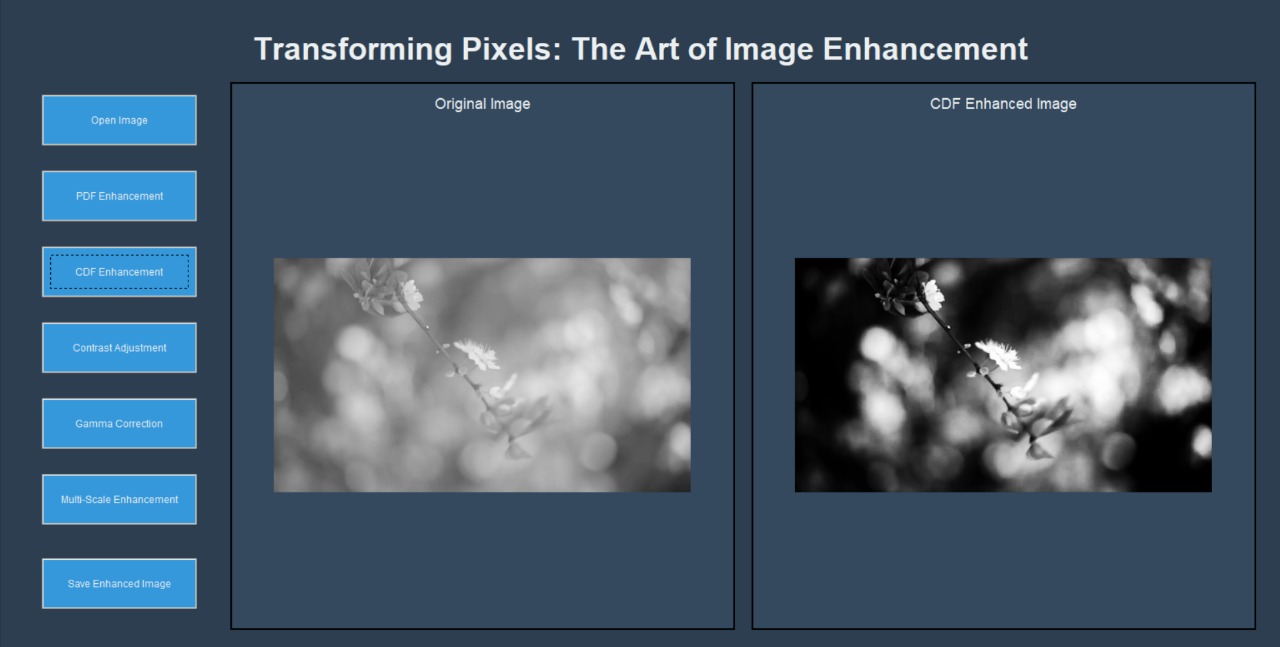 Transforming Pixels: The Art of Image Enhancement
Open Image
PDF Enhancement
CDF Enhancement
Contrast Adjustment
Gamma Correction
Multi-Scale Enhancement
Save Enhanced Image
Original Image
CDF Enhanced Image